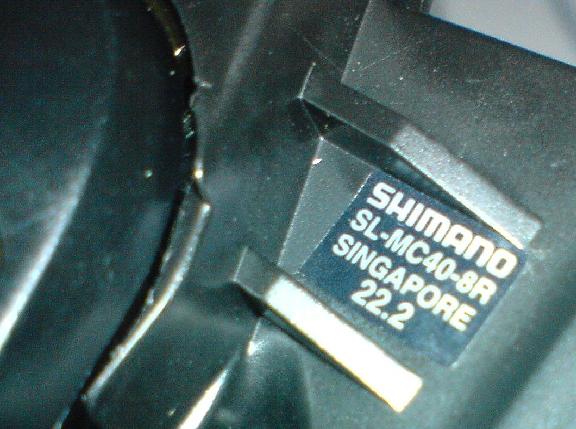 SHIMANO
SL-MC40-8R
SINGAPORE
22.2